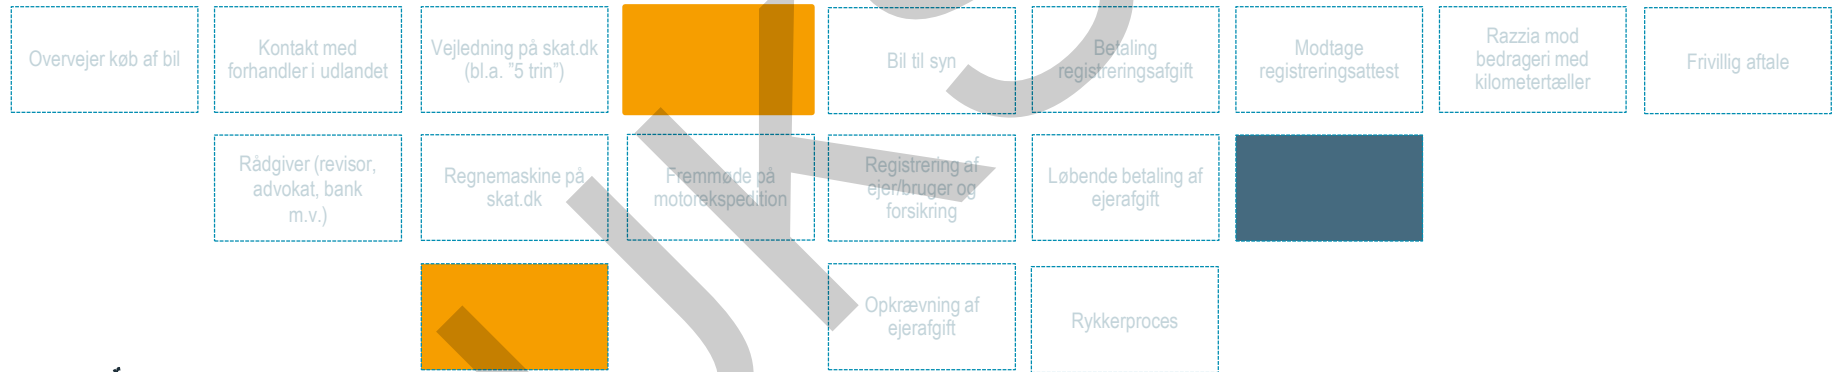 Overvejer køb af bil
Kontakt med
forhandler i udlandet
Vejledning på skat.dk
(bl.a. ”5 trin”)
Bil til syn
Betaling
registreringsafgift
Modtage
registreringsattest
Razzia mod
bedrageri med
kilometertæller
Frivillig aftale
Rådgiver (revisor,
advokat, bank
m.v.)
Regnemaskine på
skat.dk
Fremmøde på
motorekspedition
Registrering af
ejer/bruger og
forsikring
Løbende betaling af
ejerafgift
Opkrævning af
ejerafgift
Rykkerproces